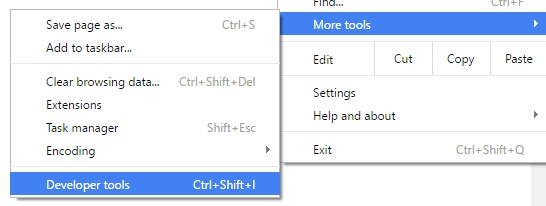 Find... Ctrl+F
More tools
Edit Cut Copy Paste
Settings
Help and about
Exit Ctrl+Shift+Q
Save page as... Ctrl+S
Add to taskbar...
Clear browsing data... Ctrl+Shift+Del
Extensions
Task manager Shift+Esc
Encoding
Developer tools Ctrl+Shift+I